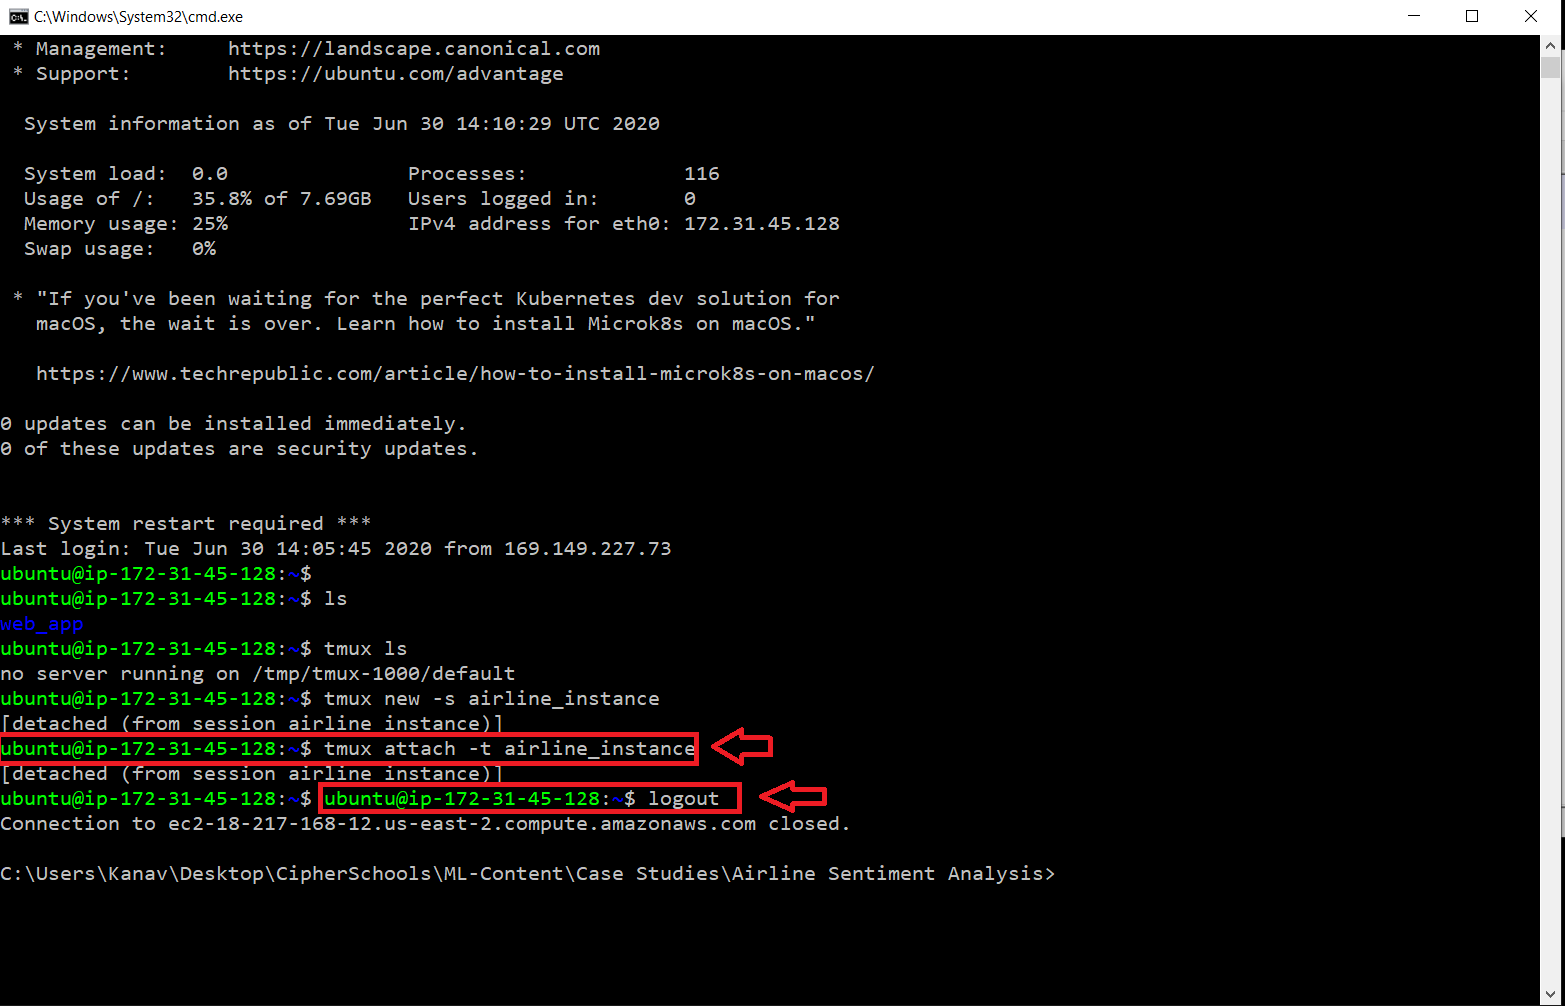 C:\Windows\System32\cmd.exe
* Management: https://landscape.canonical.com
* Support: https://ubuntu.com/advantage
System information as of Tue Jun 30 14:10:29 UTC 2020
System load: 0.0 Processes: 116
Usage of /: 35.8% of 7.69GB Users logged in: 0
Memory usage: 25% IPv4 address for eth0: 172.31.45.128
Swap usage: 0%
* "If you've been waiting for the perfect Kubernetes dev solution for
macOS, the wait is over. Learn how to install Microk8s on macOS."
https://www.techrepublic.com/article/how-to-install-microk8s-on-macos/
0 updates can be installed immediately.
0 of these updates are security updates.
*** System restart required ***
Last login: Tue Jun 30 14:05:45 2020 from 169.149.227.73
ubuntu@ip-172-31-45-128:~$
ubuntu@ip-172-31-45-128:~$ ls
web_app
ubuntu@ip-172-31-45-128:~$ tmux ls
no server running on /tmp/tmux-1000/default
ubuntu@ip-172-31-45-128:~$ tmux new -s airline_instance
[detached (from session airline_instance)]
ubuntu@ip-172-31-45-128:~$ tmux attach -t airline_instance
[detached (from session airline_instance)]
ubuntu@ip-172-31-45-128:~$ ubuntu@ip-172-31-45-128:~$ logout
Connection to ec2-18-217-168-12.us-east-2.compute.amazonaws.com closed.
C:\Users\Kanav\Desktop\CipherSchools\ML-Content\Case Studies\Airline Sentiment Analysis>